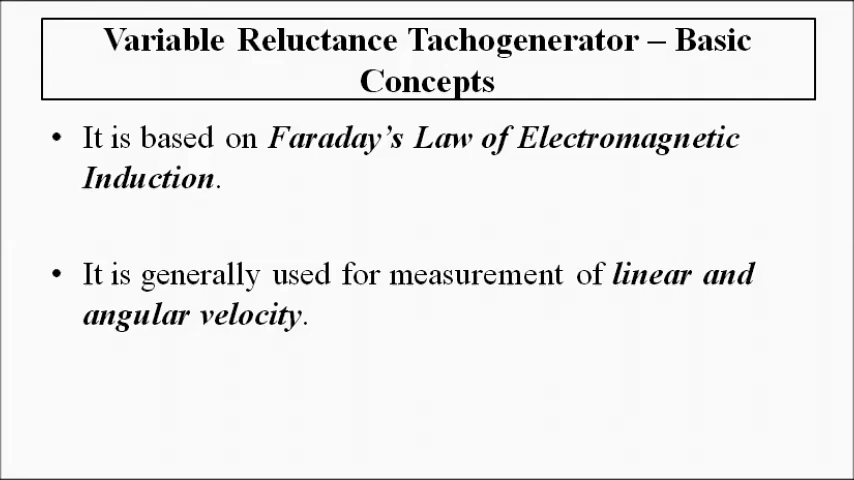 Variable Reluctance Tachogenerator – Basic
Concepts
• It is based on Faraday's Law of Electromagnetic
Induction.
• It is generally used for measurement of linear and
angular velocity.